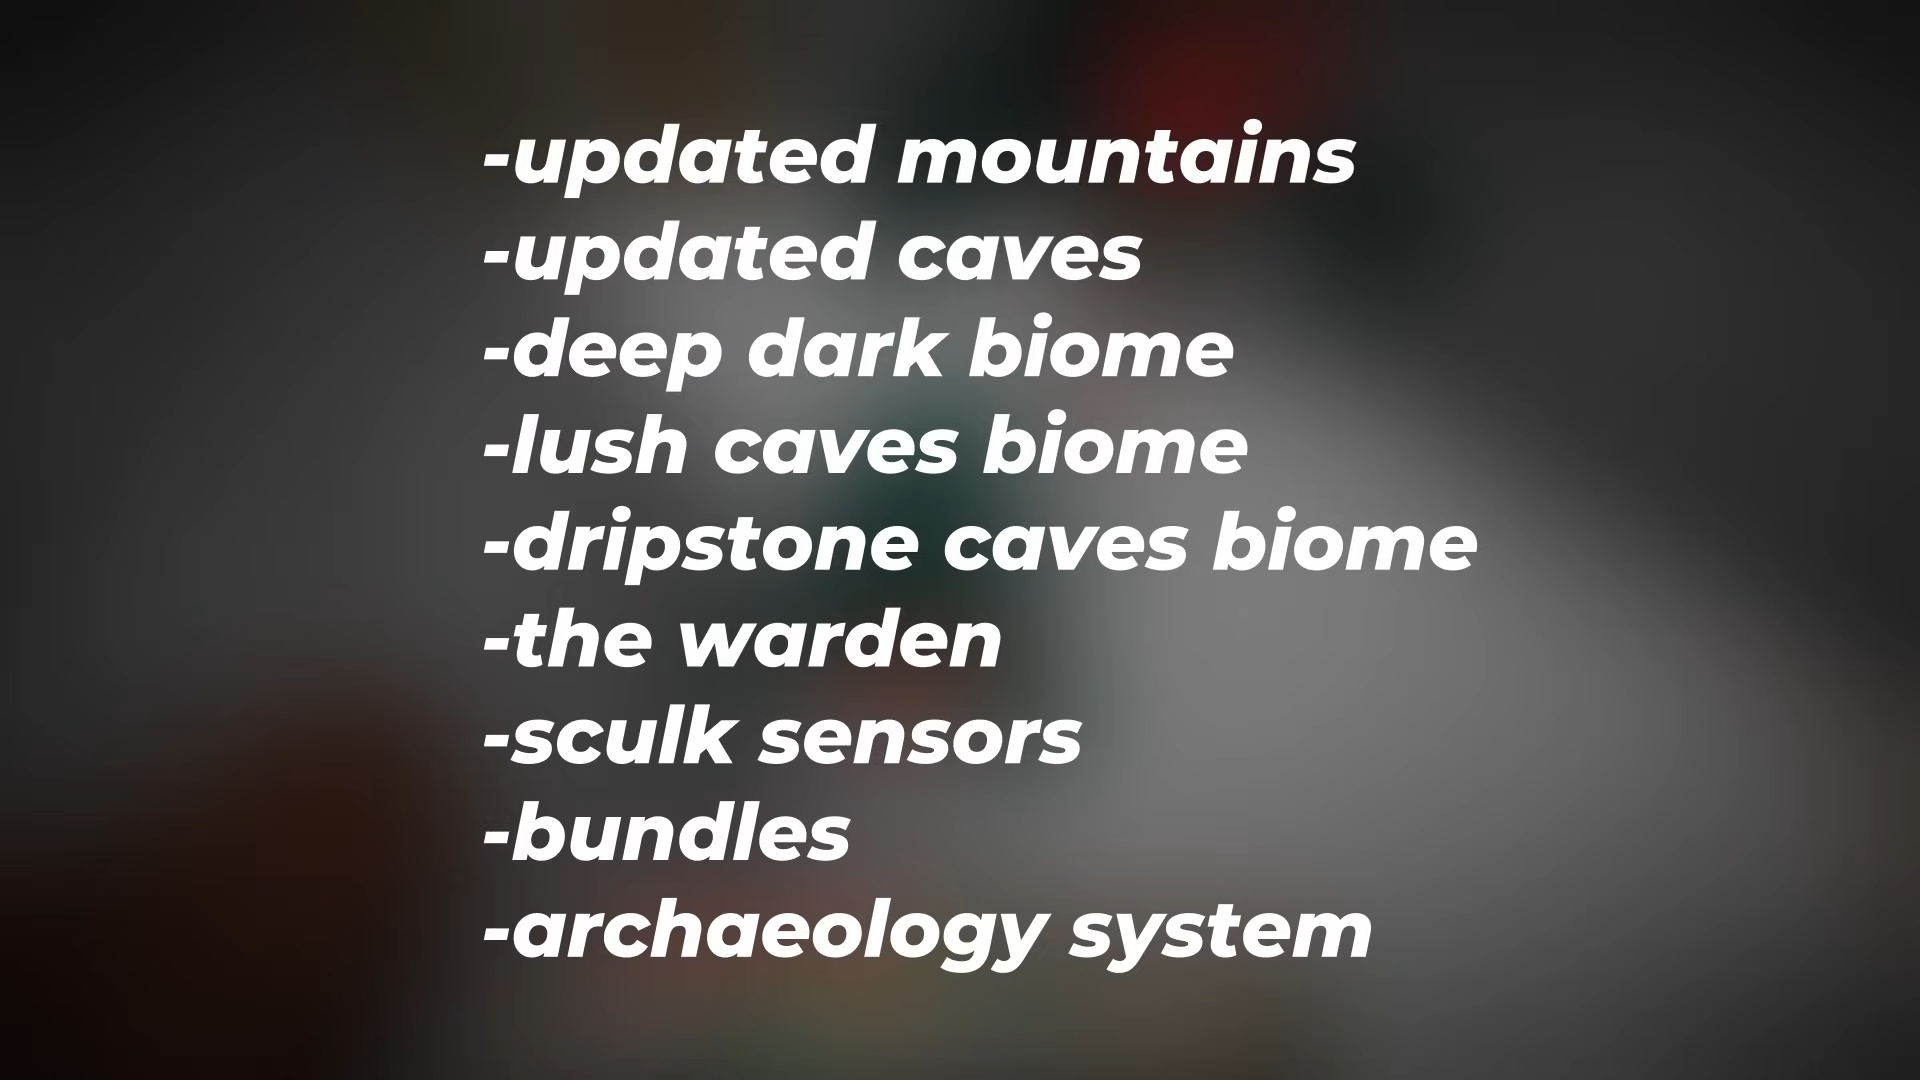 -updated mountains
-updated caves
-deep dark biome
-lush caves biome
-dripstone caves biome
-the warden
-sculk sensors
-bundles
-archaeology system